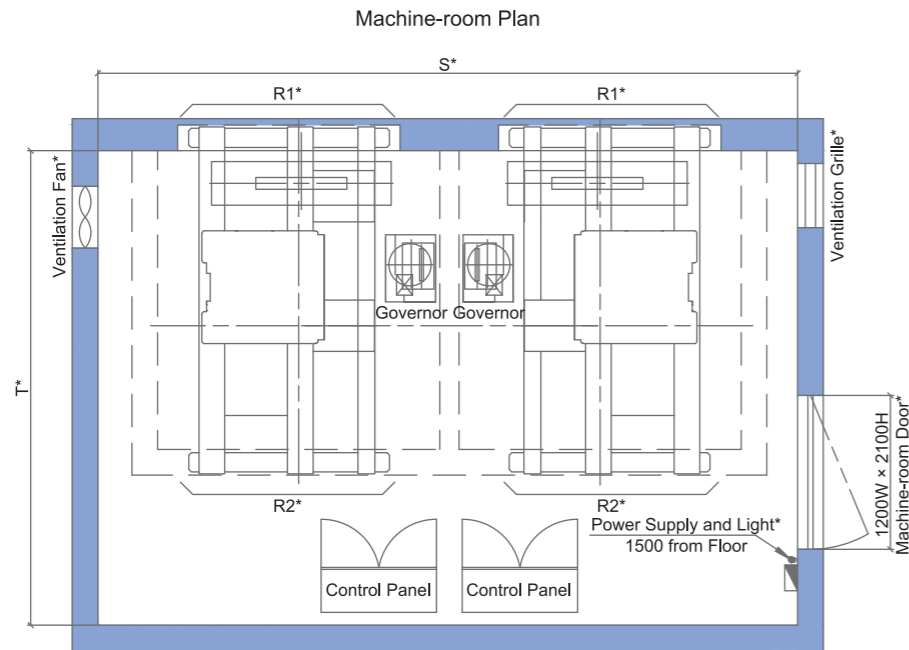 Machine-room Plan
S*
R1*
R1*
Ventilation Fan*
Ventilation Grille*
Governor
Governor
T*
1200W × 2100H
Machine-room Door*
R2*
R2*
Power Supply and Light*
1500 from Floor
Control Panel
Control Panel